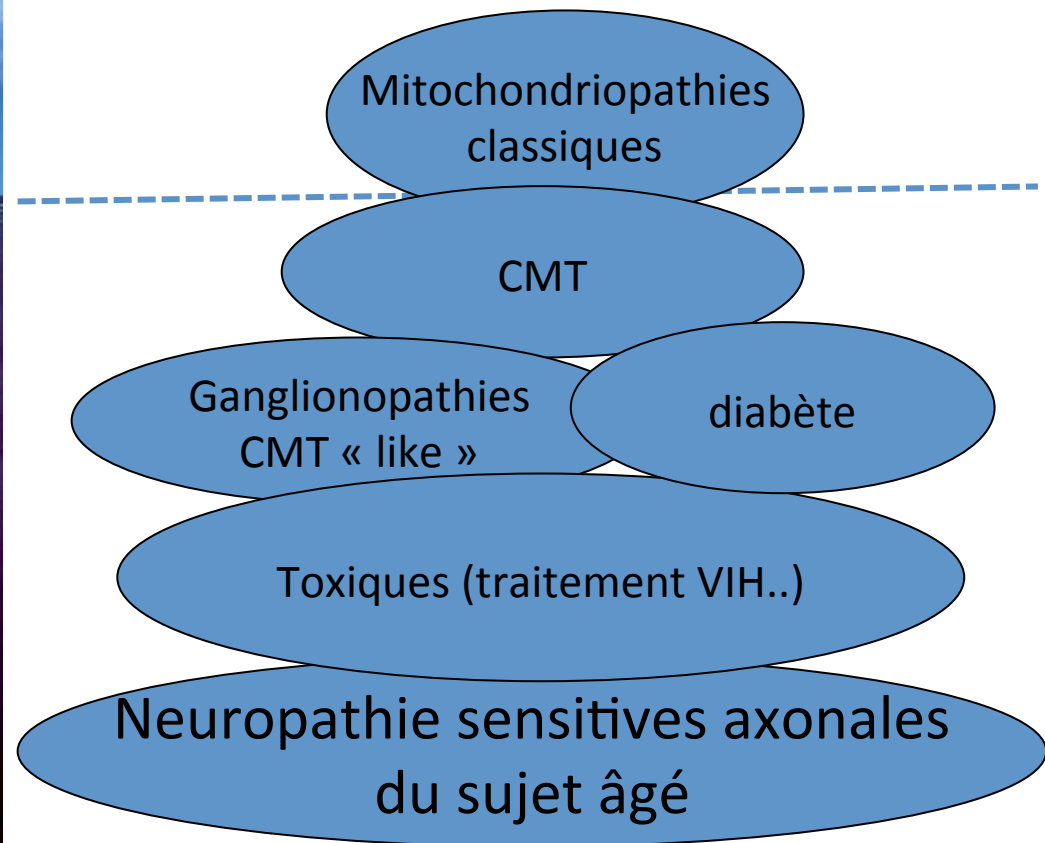 Mitochondriopathies
classiques
CMT
Ganglionopathies
CMT « like »
diabète
Toxiques (traitement VIH..)
Neuropathie sensitives axonales
du sujet âgé